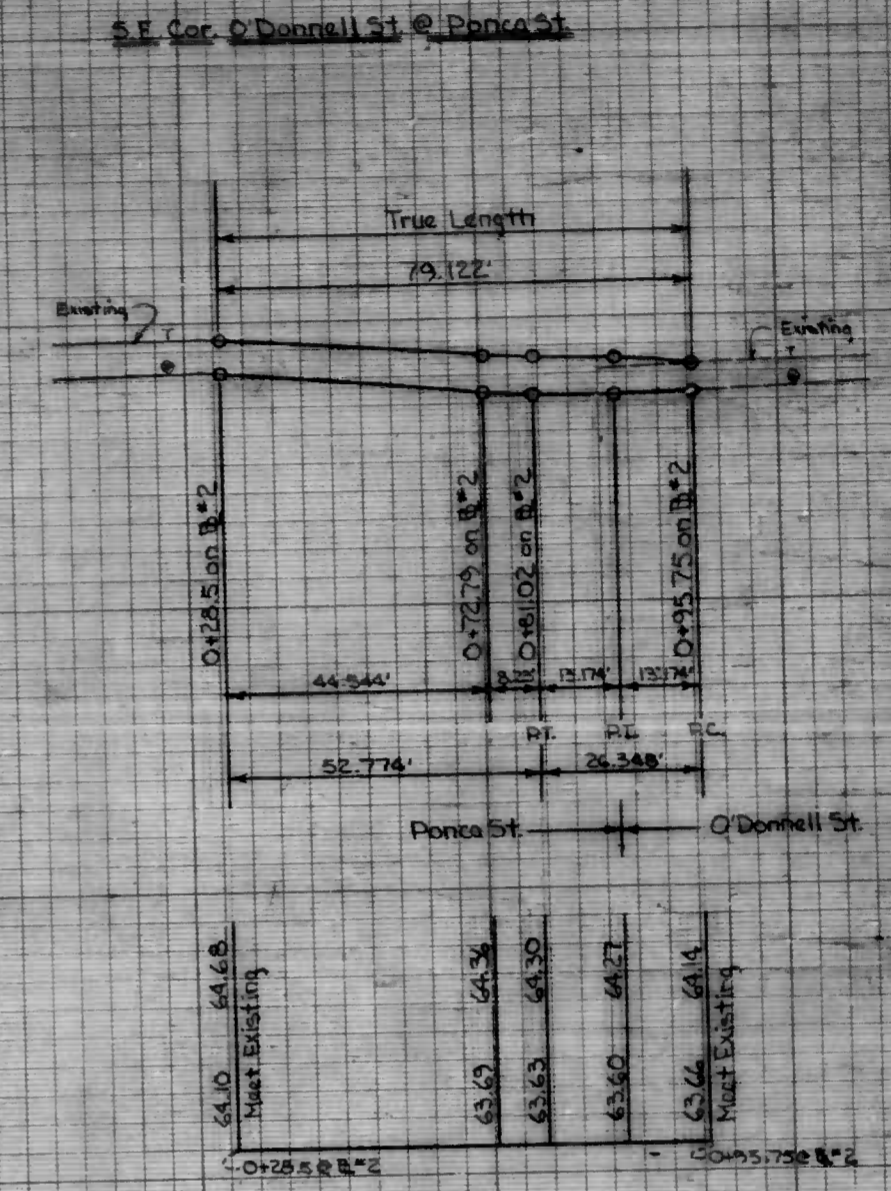 S.E. Cor. O'Donnell St. @ Ponca St
True Length
79.122'
Existing
T
Existing
T
0+28.5 on B#2
0+72.79 on B#2
0+81.02 on B#2
0+95.75 on B#2
44.544'
8.23'
13.174'
13.174'
P.T.
P.I.
P.C.
52.774'
26.348'
Ponca St.
O'Donnell St.
64.10 64.68
Meet Existing
63.69 64.36
63.63 64.30
63.60 64.27
63.66 64.14
Meet Existing
0+28.5 @ B#2
0+95.75 @ B#2